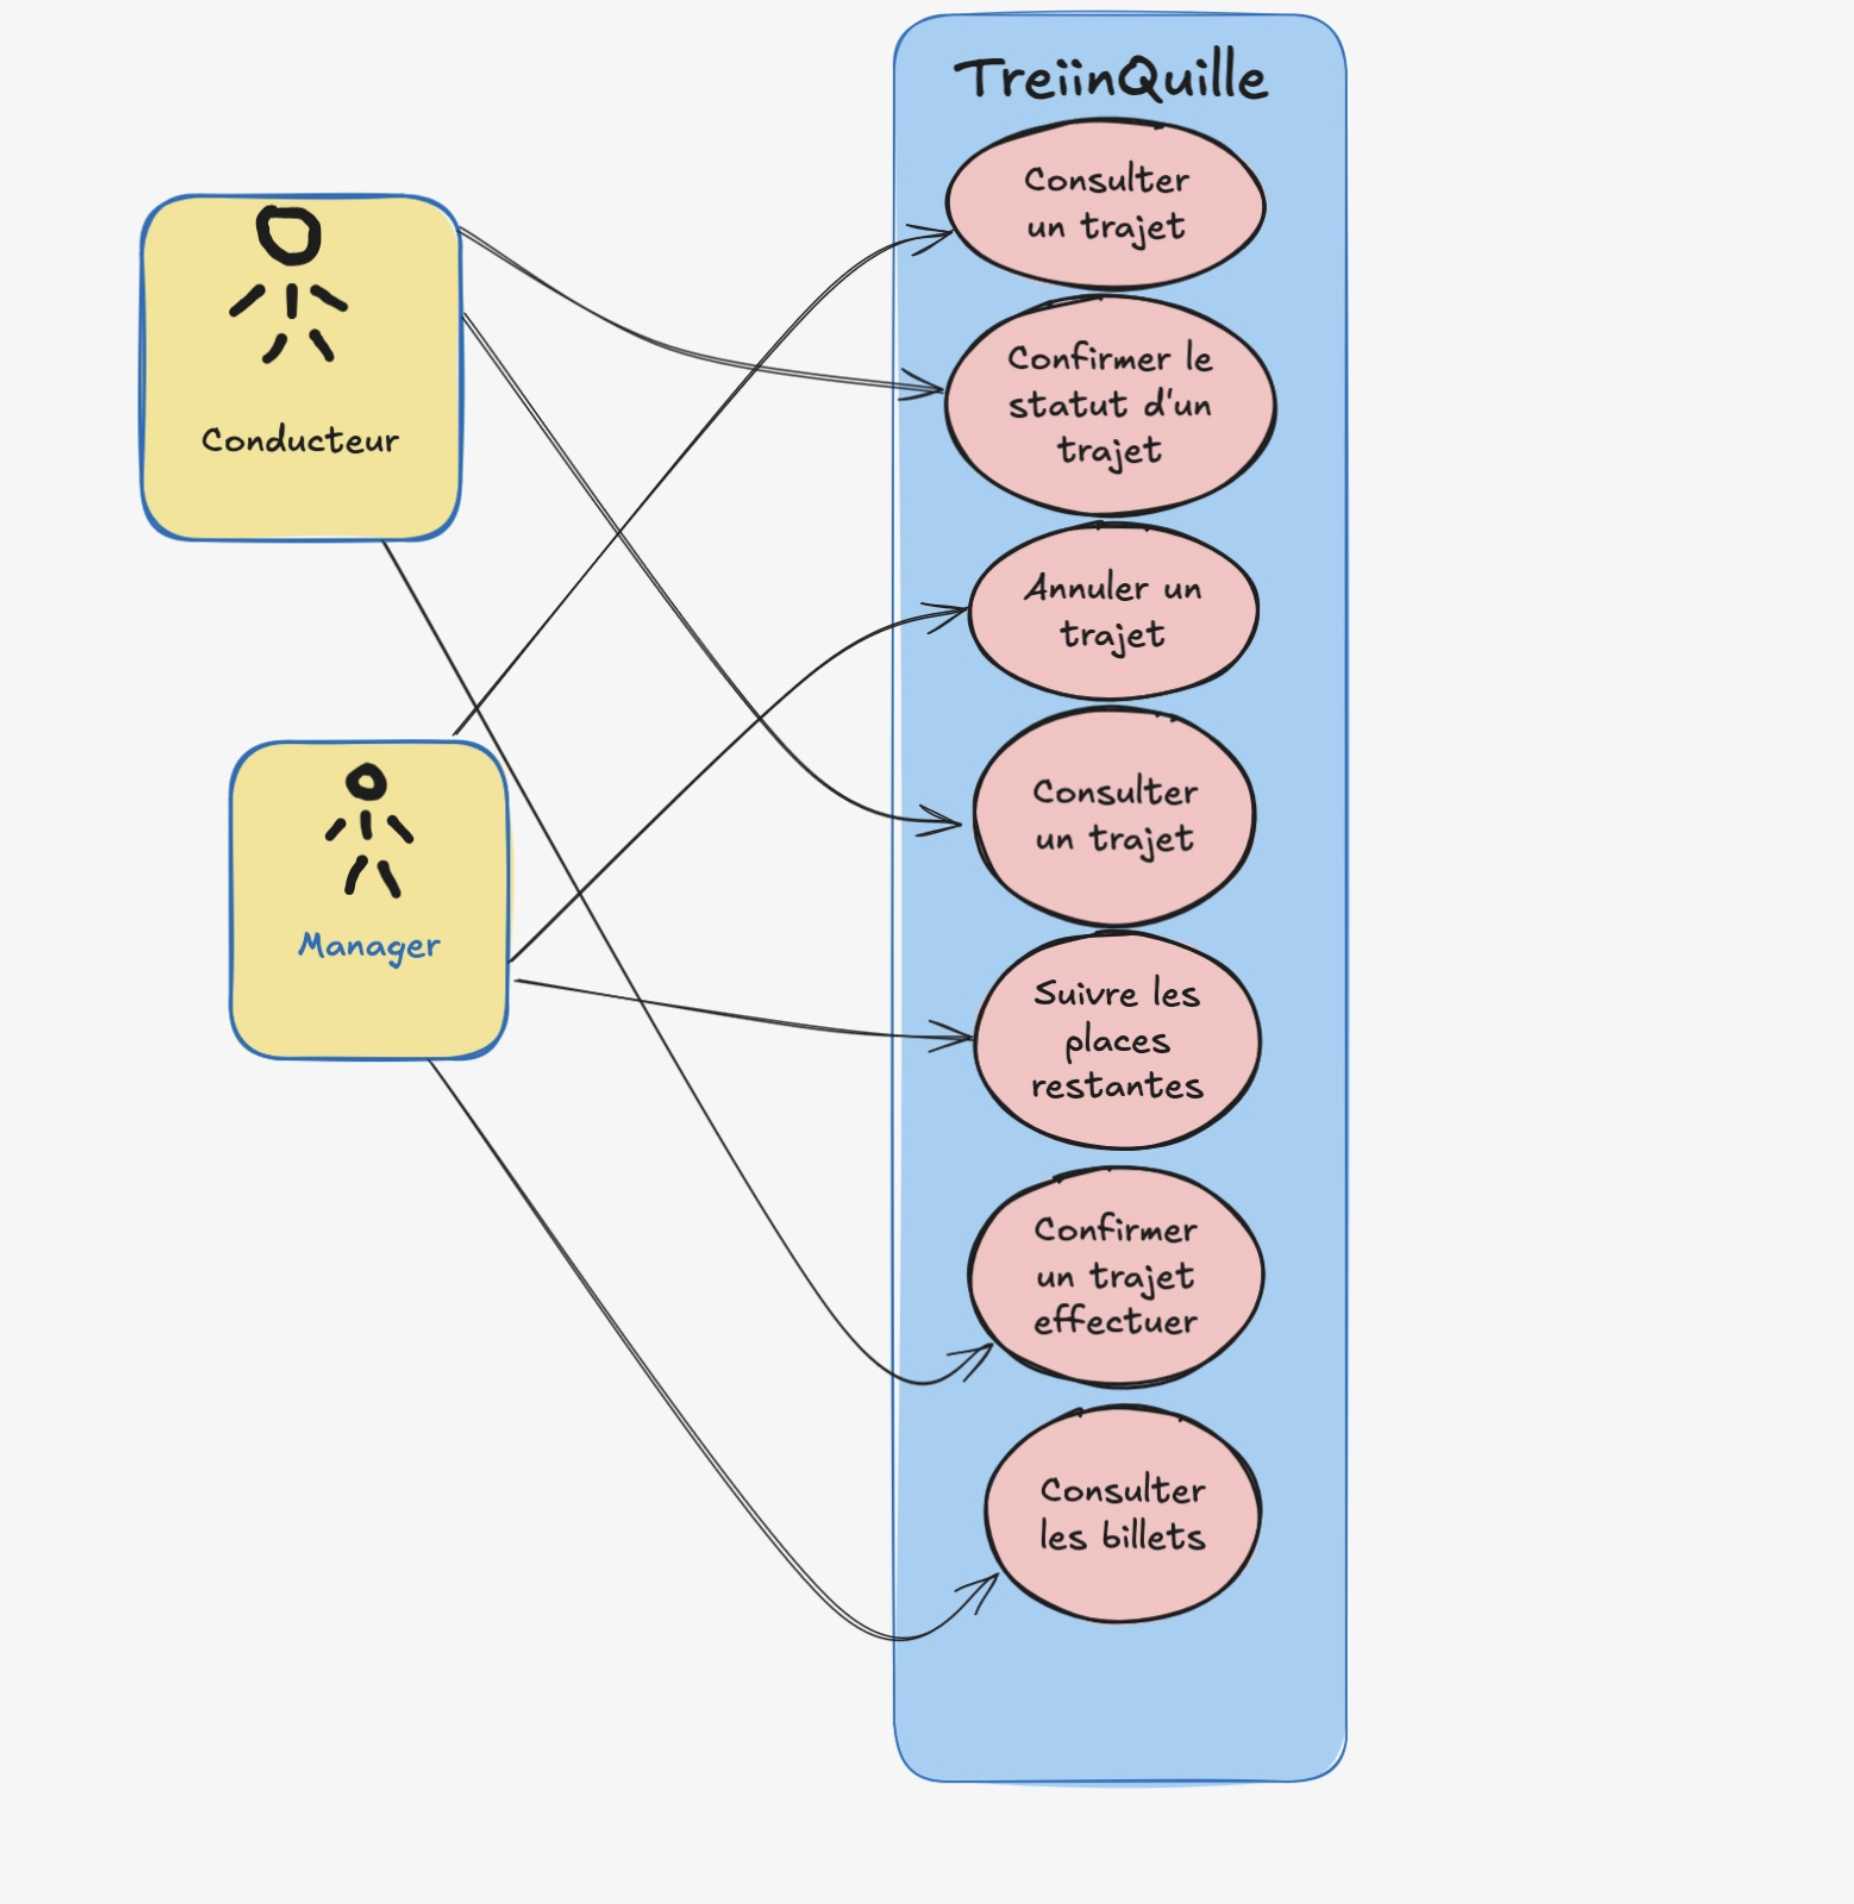 TreiinQuille
Consulter
un trajet
Confirmer le
statut d'un
trajet
Conducteur
Annuler un
trajet
Consulter
un trajet
Manager
Suivre les
places
restantes
Confirmer
un trajet
effectuer
Consulter
les billets